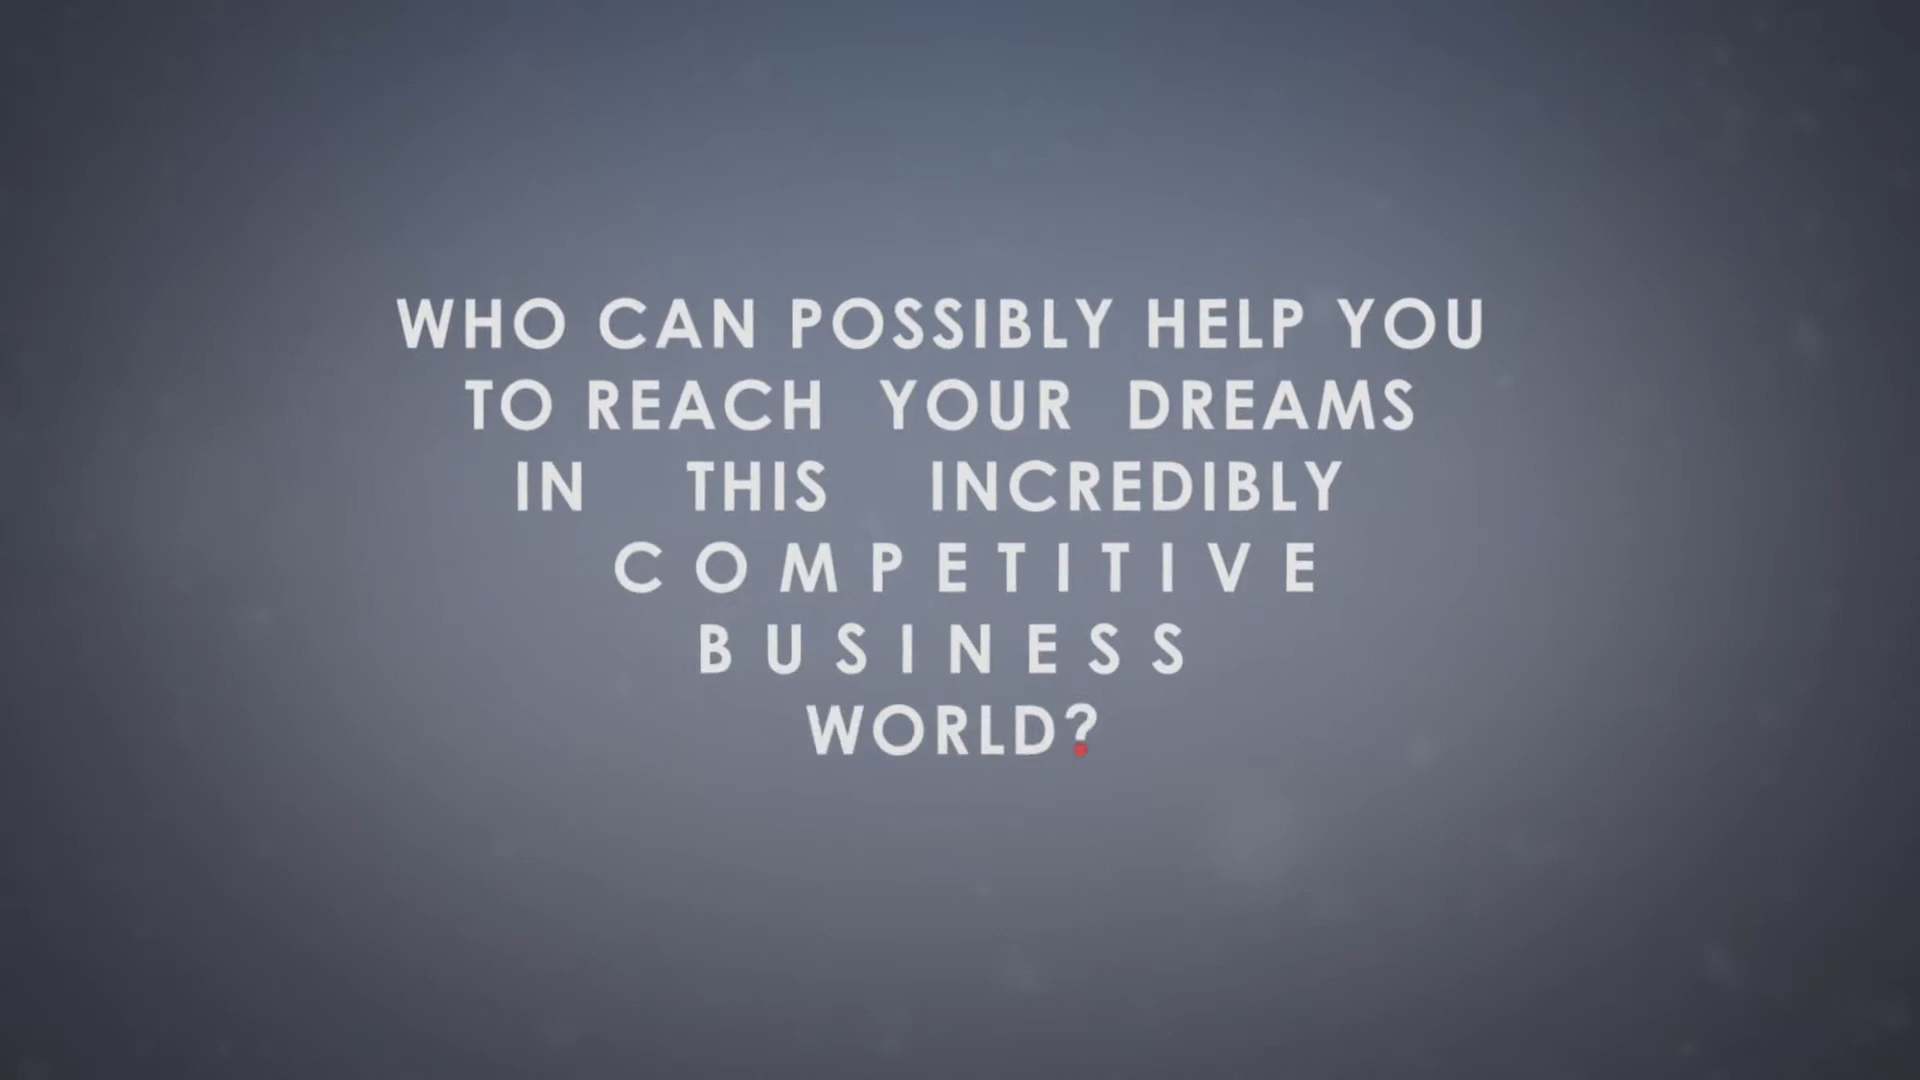 WHO CAN POSSIBLY HELP YOU
TO REACH YOUR DREAMS
IN THIS INCREDIBLY
COMPETITIVE
BUSINESS
WORLD?